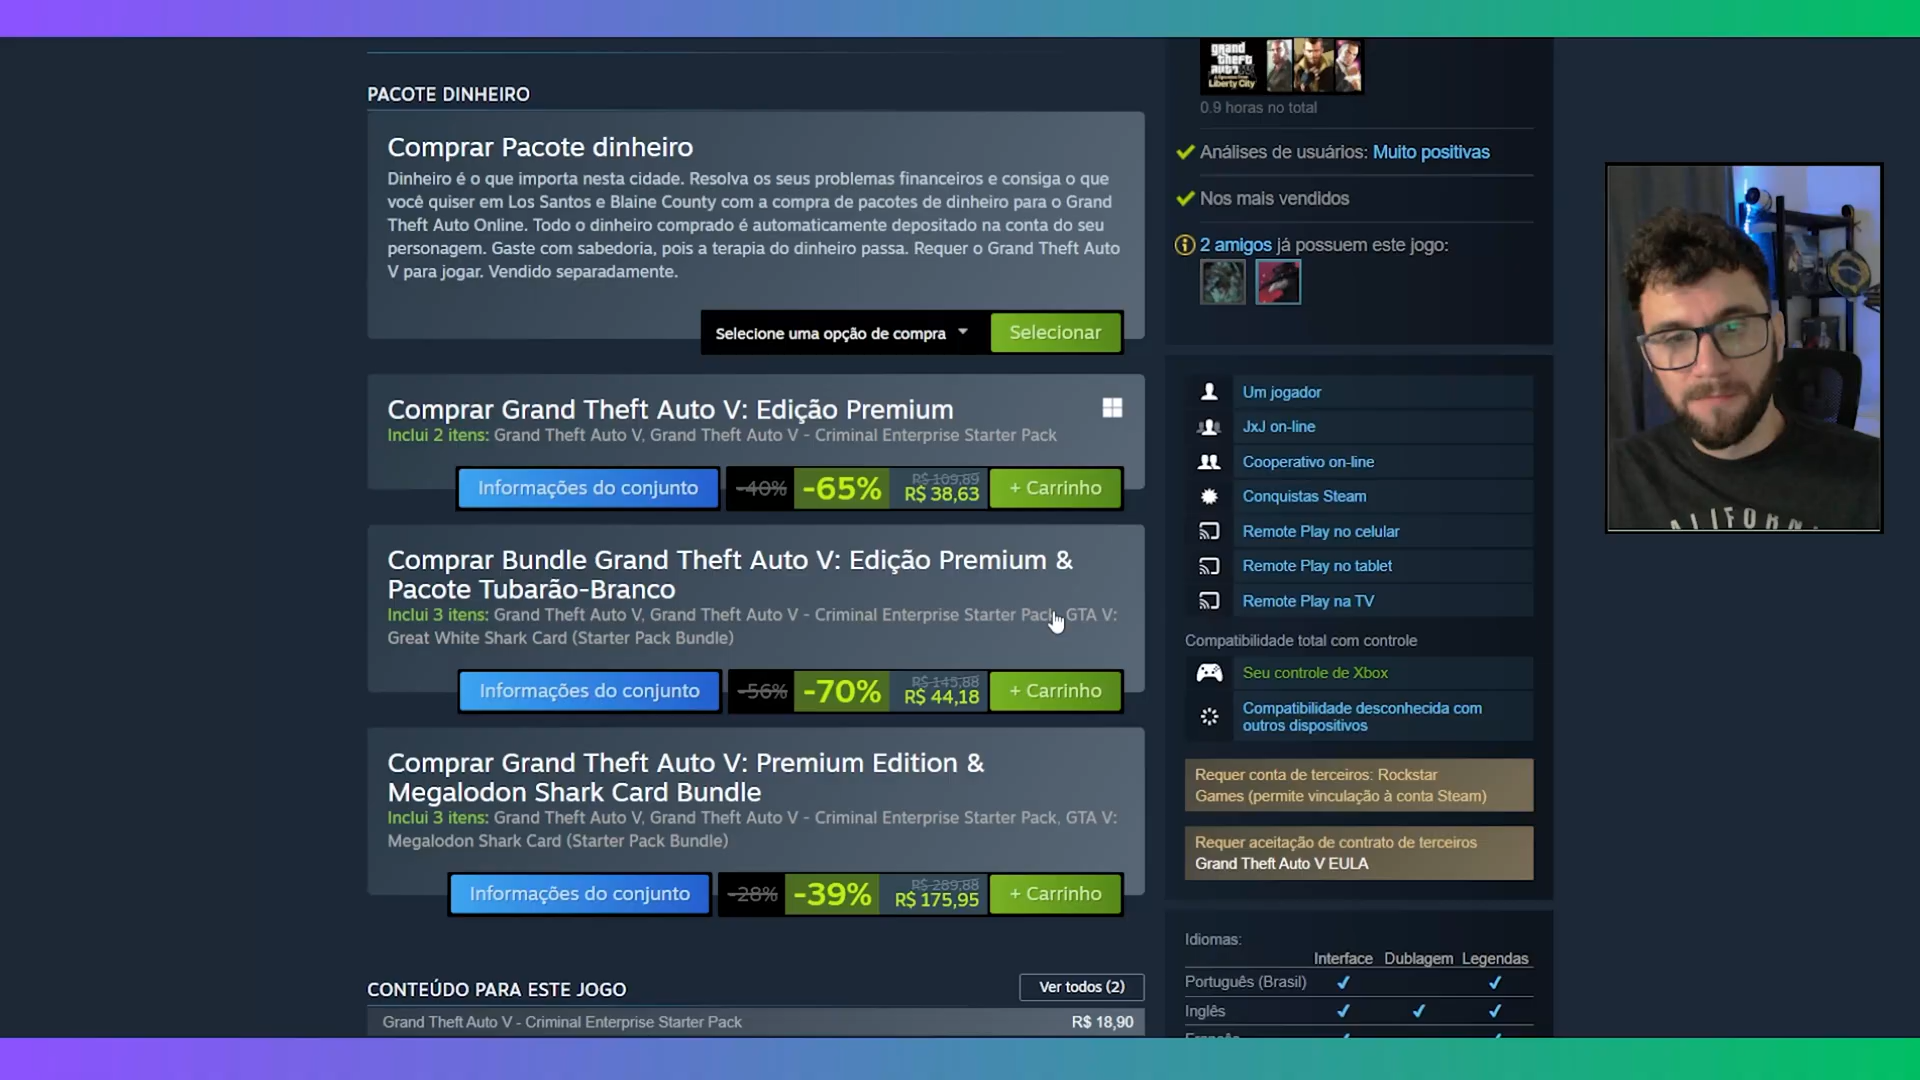 grand
theft
auto IV
Liberty City
0.9 horas no total
PACOTE DINHEIRO
Comprar Pacote dinheiro
Dinheiro é o que importa nesta cidade. Resolva os seus problemas financeiros e consiga o que
você quiser em Los Santos e Blaine County com a compra de pacotes de dinheiro para o Grand
Theft Auto Online. Todo o dinheiro comprado é automaticamente depositado na conta do seu
personagem. Gaste com sabedoria, pois a terapia do dinheiro passa. Requer o Grand Theft Auto
V para jogar. Vendido separadamente.
Selecione uma opção de compra
Selecionar
Comprar Grand Theft Auto V: Edição Premium
Inclui 2 itens: Grand Theft Auto V, Grand Theft Auto V - Criminal Enterprise Starter Pack
Informações do conjunto
-40%
-65%
R$ 109,89
R$ 38,63
+ Carrinho
Comprar Bundle Grand Theft Auto V: Edição Premium &
Pacote Tubarão-Branco
Inclui 3 itens: Grand Theft Auto V, Grand Theft Auto V - Criminal Enterprise Starter Pack, GTA V:
Great White Shark Card (Starter Pack Bundle)
Informações do conjunto
-56%
-70%
R$ 145,88
R$ 44,18
+ Carrinho
Comprar Grand Theft Auto V: Premium Edition &
Megalodon Shark Card Bundle
Inclui 3 itens: Grand Theft Auto V, Grand Theft Auto V - Criminal Enterprise Starter Pack, GTA V:
Megalodon Shark Card (Starter Pack Bundle)
Informações do conjunto
-28%
-39%
R$ 289,88
R$ 175,95
+ Carrinho
CONTEÚDO PARA ESTE JOGO
Ver todos (2)
Grand Theft Auto V - Criminal Enterprise Starter Pack
R$ 18,90
Análises de usuários: Muito positivas
Nos mais vendidos
2 amigos já possuem este jogo:
Um jogador
JxJ on-line
Cooperativo on-line
Conquistas Steam
Remote Play no celular
Remote Play no tablet
Remote Play na TV
Compatibilidade total com controle
Seu controle de Xbox
Compatibilidade desconhecida com
outros dispositivos
Requer conta de terceiros: Rockstar
Games (permite vinculação à conta Steam)
Requer aceitação de contrato de terceiros
Grand Theft Auto V EULA
Idiomas:
Interface Dublagem Legendas
Português (Brasil)
Inglês
ALIFORN